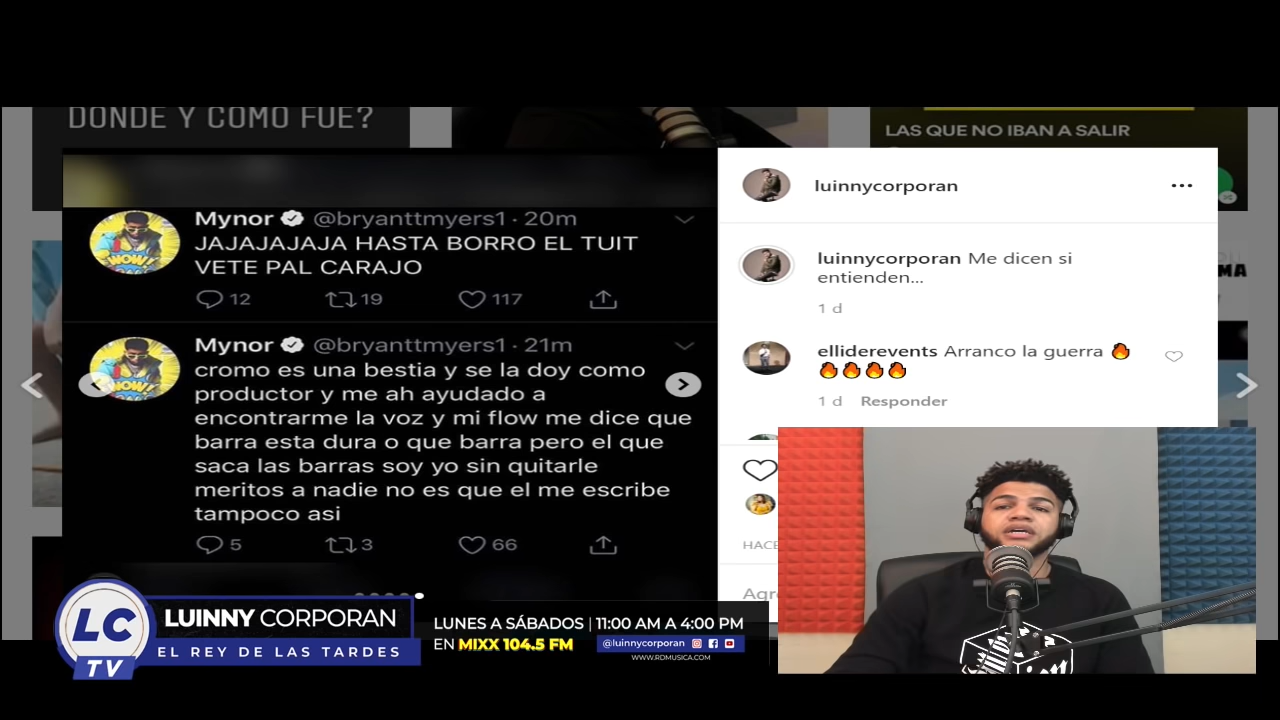 DONDE Y COMO FUE?
LAS QUE NO IBAN A SALIR
Mynor @bryanttmyers1 · 20m
JAJAJAJAJA HASTA BORRO EL TUIT
VETE PAL CARAJO
12 19 117
Mynor @bryanttmyers1 · 21m
cromo es una bestia y se la doy como
productor y me ah ayudado a
encontrarme la voz y mi flow me dice que
barra esta dura o que barra pero el que
saca las barras soy yo sin quitarle
meritos a nadie no es que el me escribe
tampoco asi
5 3 66
luinnycorporan
luinnycorporan Me dicen si
entienden...
1 d
elliderevents Arranco la guerra 🔥
🔥🔥🔥🔥
1 d Responder
HACE
Agre
MA
NOW!
NOW!
LC
TV
LUINNY CORPORAN
EL REY DE LAS TARDES
LUNES A SÁBADOS | 11:00 AM A 4:00 PM
EN MIXX 104.5 FM @luinnycorporan
WWW.RDMUSICA.COM